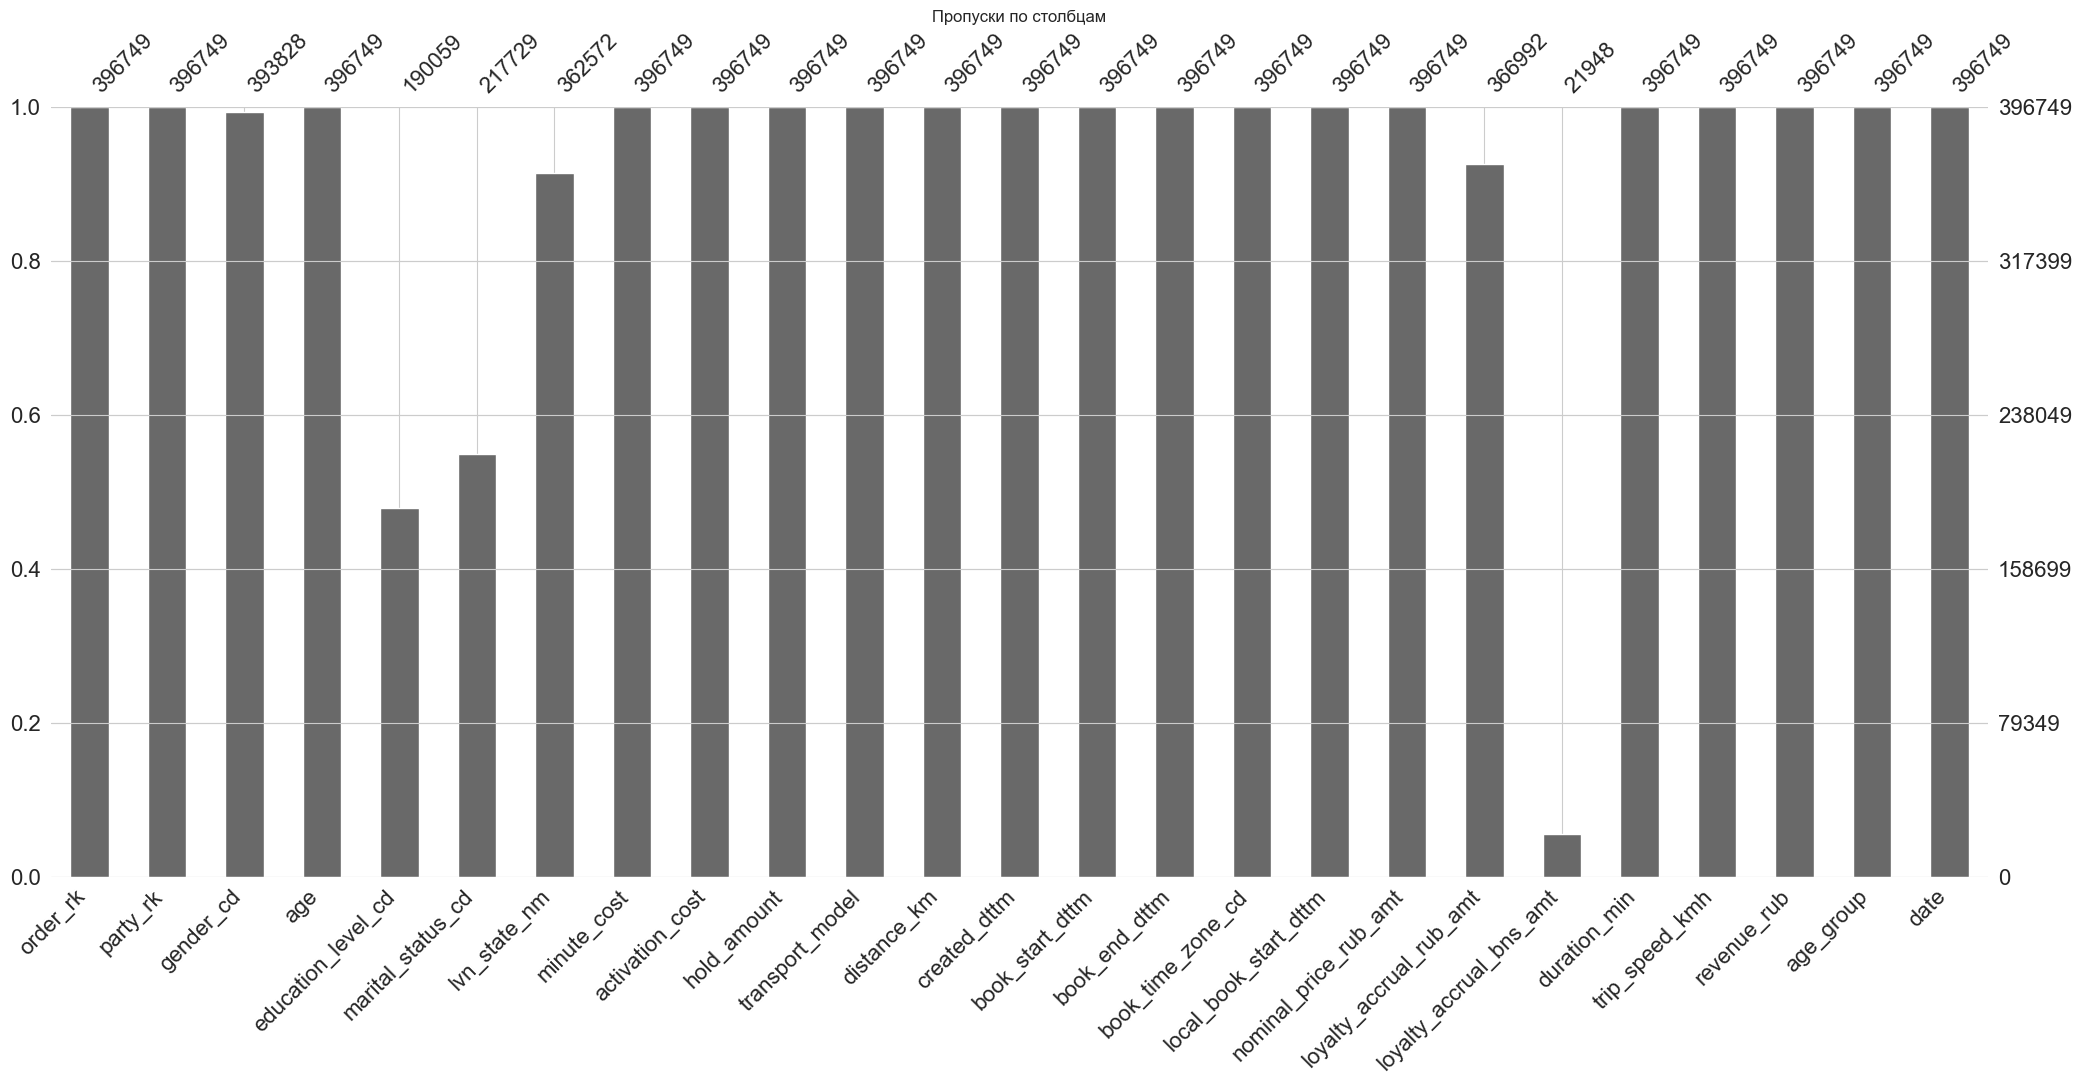 Пропуски по столбцам
396749 396749 393828 396749 190059 217729 362572 396749 396749 396749 396749 396749 396749 396749 396749 396749 396749 396749 366992 21948 396749 396749 396749 396749 396749
1.0 396749
0.8 317399
0.6 238049
0.4 158699
0.2 79349
0.0 0
order_rk
party_rk
gender_cd
age
education_level_cd
marital_status_cd
lvn_state_nm
minute_cost
activation_cost
hold_amount
transport_model
distance_km
created_dttm
book_start_dttm
book_end_dttm
book_time_zone_cd
local_book_start_dttm
nominal_price_rub_amt
loyalty_accrual_rub_amt
loyalty_accrual_bns_amt
duration_min
trip_speed_kmh
revenue_rub
age_group
date